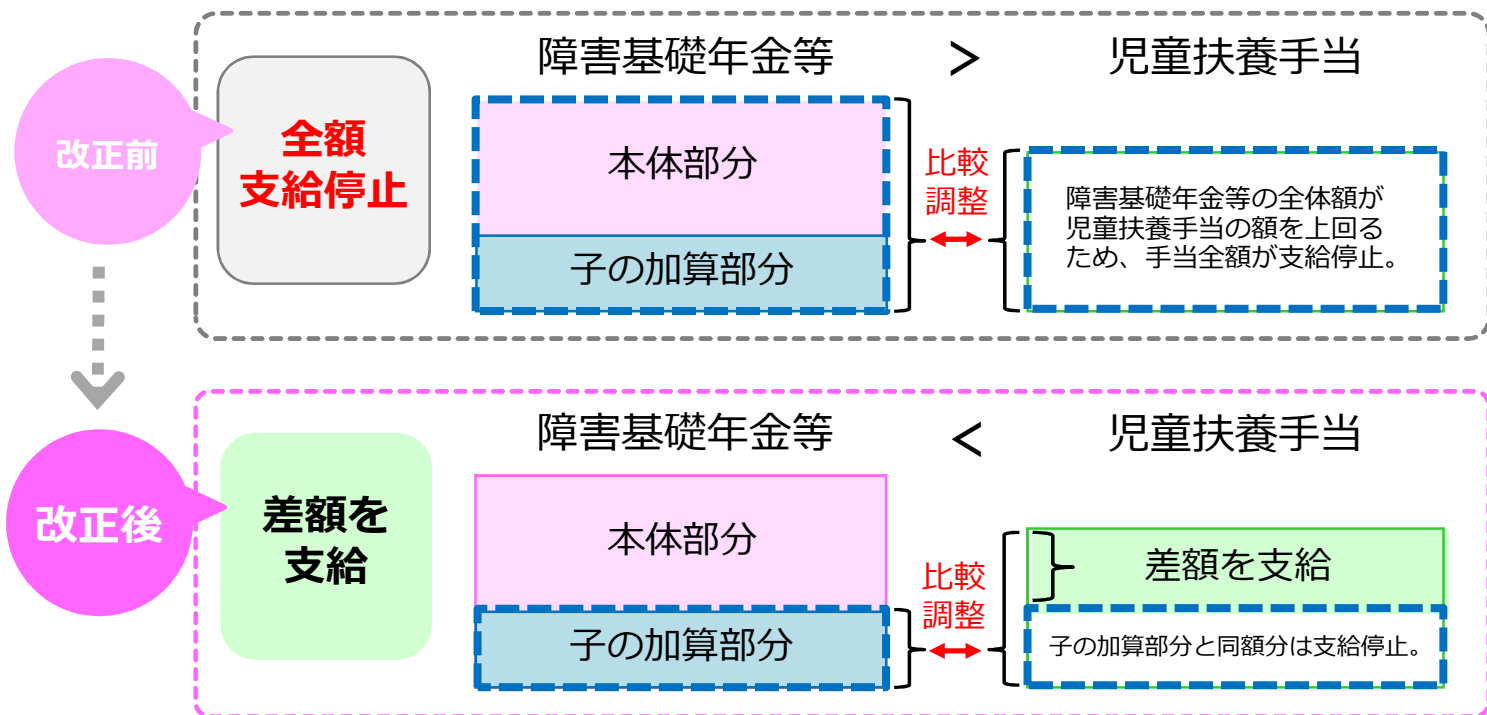 改正前
全額
支給停止
障害基礎年金等 > 児童扶養手当
本体部分
子の加算部分
比較
調整
障害基礎年金等の全体額が
児童扶養手当の額を上回る
ため、手当全額が支給停止。
改正後
差額を
支給
障害基礎年金等 < 児童扶養手当
本体部分
子の加算部分
比較
調整
差額を支給
子の加算部分と同額分は支給停止。